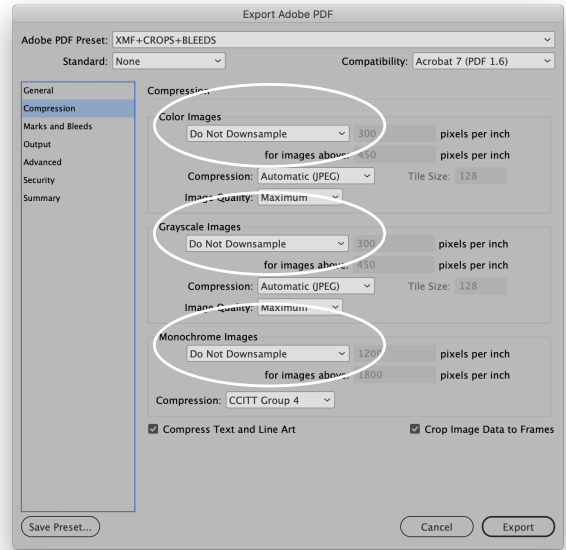 Export Adobe PDF
Adobe PDF Preset: XMF+CROPS+BLEEDS
Standard: None Compatibility: Acrobat 7 (PDF 1.6)
General
Compression
Marks and Bleeds
Output
Advanced
Security
Summary
Compression
Color Images
Do Not Downsample 300 pixels per inch
for images above: 450 pixels per inch
Compression: Automatic (JPEG) Tile Size: 128
Image Quality: Maximum
Grayscale Images
Do Not Downsample 300 pixels per inch
for images above: 450 pixels per inch
Compression: Automatic (JPEG) Tile Size: 128
Image Quality: Maximum
Monochrome Images
Do Not Downsample 1200 pixels per inch
for images above: 1800 pixels per inch
Compression: CCITT Group 4
Compress Text and Line Art Crop Image Data to Frames
Save Preset... Cancel Export